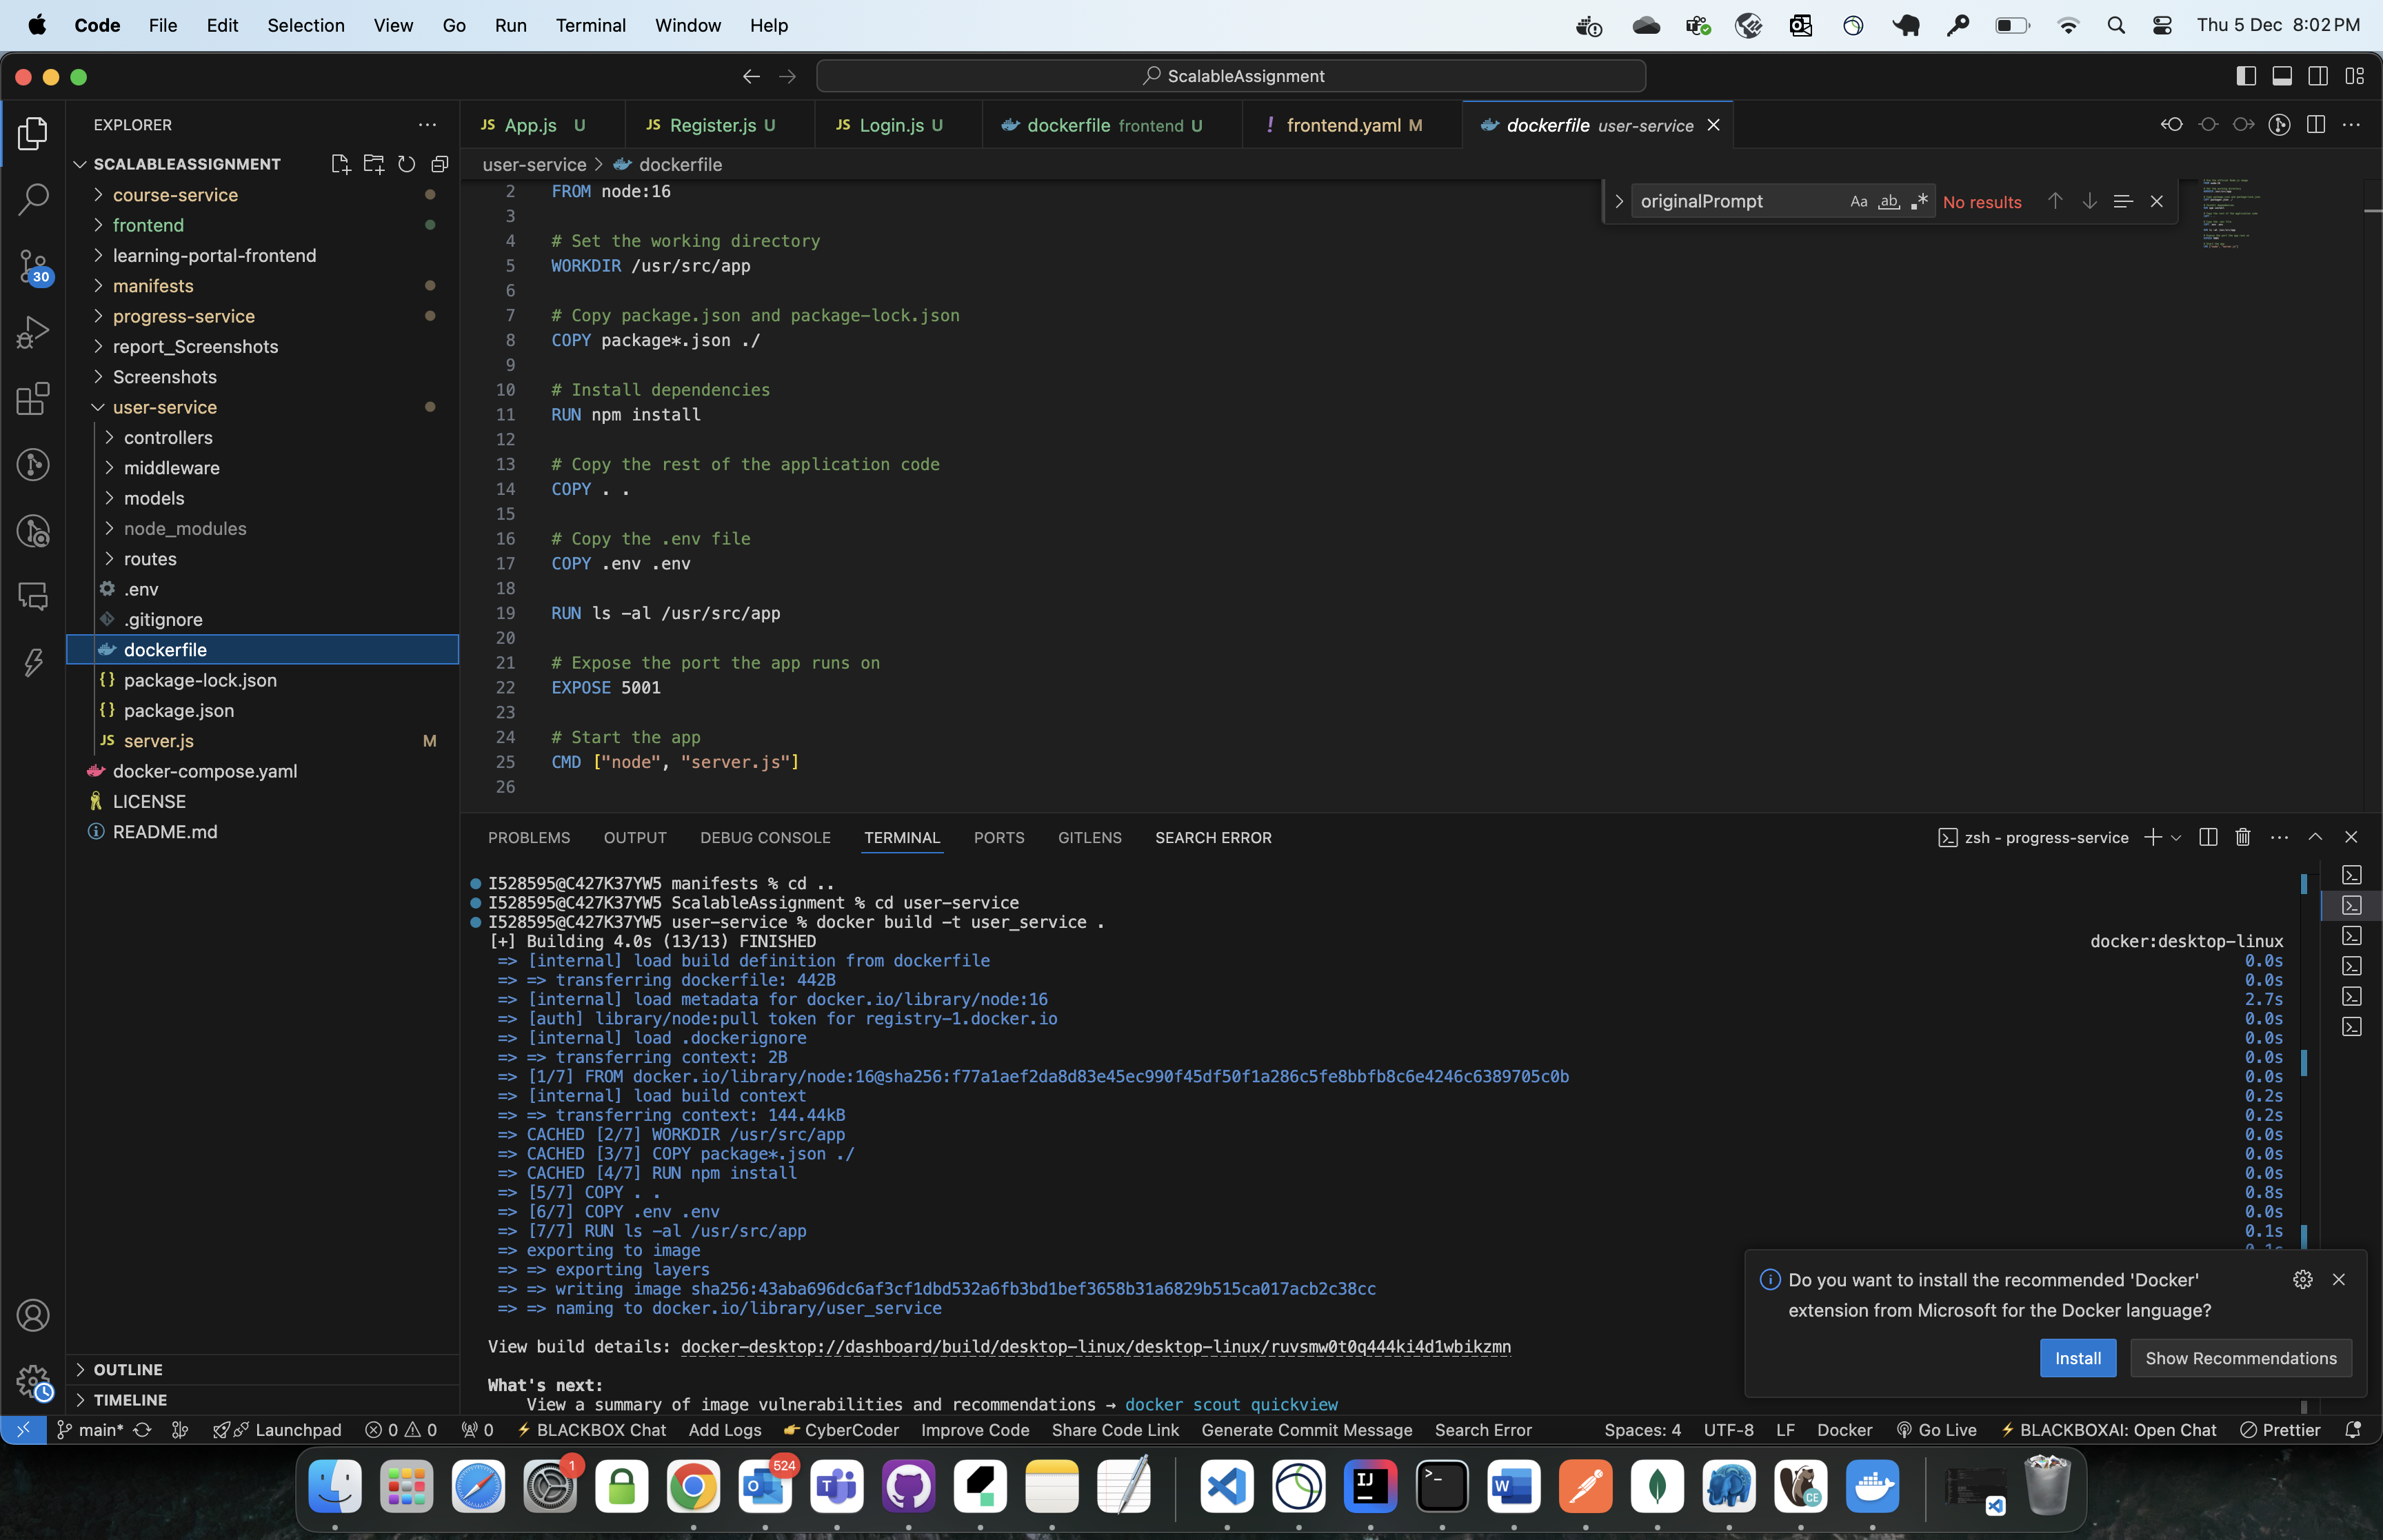 Code File Edit Selection View Go Run Terminal Window Help
Thu 5 Dec 8:02 PM
ScalableAssignment
EXPLORER
SCALABLEASSIGNMENT
course-service
frontend
learning-portal-frontend
manifests
progress-service
report_Screenshots
Screenshots
user-service
controllers
middleware
models
node_modules
routes
.env
.gitignore
dockerfile
package-lock.json
package.json
JS server.js M
docker-compose.yaml
LICENSE
README.md
OUTLINE
TIMELINE
30
JS App.js U
JS Register.js U
JS Login.js U
dockerfile frontend U
! frontend.yaml M
dockerfile user-service
user-service > dockerfile
originalPrompt Aa ab No results
2 FROM node:16
3
4 # Set the working directory
5 WORKDIR /usr/src/app
6
7 # Copy package.json and package-lock.json
8 COPY package*.json ./
9
10 # Install dependencies
11 RUN npm install
12
13 # Copy the rest of the application code
14 COPY . .
15
16 # Copy the .env file
17 COPY .env .env
18
19 RUN ls -al /usr/src/app
20
21 # Expose the port the app runs on
22 EXPOSE 5001
23
24 # Start the app
25 CMD ["node", "server.js"]
26
PROBLEMS OUTPUT DEBUG CONSOLE TERMINAL PORTS GITLENS SEARCH ERROR
zsh - progress-service
I528595@C427K37YW5 manifests % cd ..
I528595@C427K37YW5 ScalableAssignment % cd user-service
I528595@C427K37YW5 user-service % docker build -t user_service .
[+] Building 4.0s (13/13) FINISHED docker:desktop-linux
=> [internal] load build definition from dockerfile 0.0s
=> => transferring dockerfile: 442B 0.0s
=> [internal] load metadata for docker.io/library/node:16 2.7s
=> [auth] library/node:pull token for registry-1.docker.io 0.0s
=> [internal] load .dockerignore 0.0s
=> => transferring context: 2B 0.0s
=> [1/7] FROM docker.io/library/node:16@sha256:f77a1aef2da8d83e45ec990f45df50f1a286c5fe8bbfb8c6e4246c6389705c0b 0.0s
=> [internal] load build context 0.2s
=> => transferring context: 144.44kB 0.2s
=> CACHED [2/7] WORKDIR /usr/src/app 0.0s
=> CACHED [3/7] COPY package*.json ./ 0.0s
=> CACHED [4/7] RUN npm install 0.0s
=> [5/7] COPY . . 0.8s
=> [6/7] COPY .env .env 0.0s
=> [7/7] RUN ls -al /usr/src/app 0.1s
=> exporting to image
=> => exporting layers
=> => writing image sha256:43aba696dc6af3cf1dbd532a6fb3bd1bef3658b31a6829b515ca017acb2c38cc
=> => naming to docker.io/library/user_service
View build details: docker-desktop://dashboard/build/desktop-linux/desktop-linux/ruvsmw0t0q444ki4d1wbikzmn
What's next:
View a summary of image vulnerabilities and recommendations → docker scout quickview
Do you want to install the recommended 'Docker'
extension from Microsoft for the Docker language?
Install Show Recommendations
main* Launchpad 0 0 0 BLACKBOX Chat Add Logs CyberCoder Improve Code Share Code Link Generate Commit Message Search Error Spaces: 4 UTF-8 LF Docker Go Live BLACKBOXAI: Open Chat Prettier
1
524
IJ
W
CE